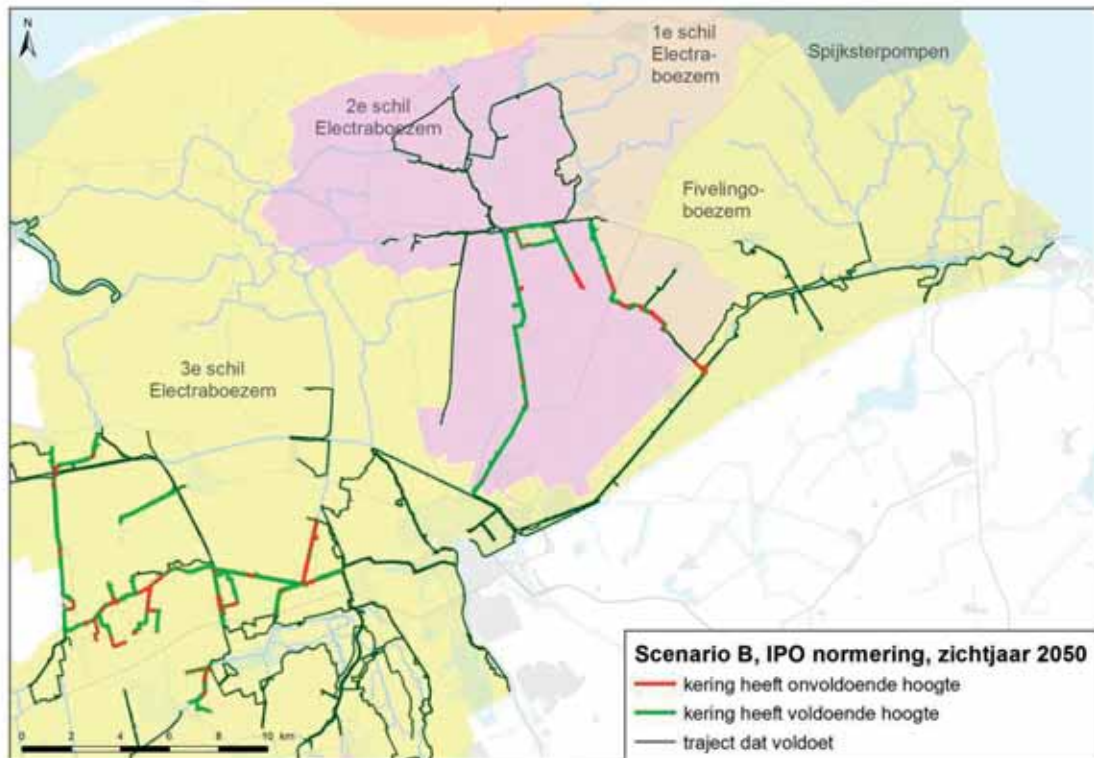 N
1e schil
Electra-
boezem
Spijksterpompen
2e schil
Electraboezem
Fivelingo-
boezem
3e schil
Electraboezem
Scenario B, IPO normering, zichtjaar 2050
kering heeft onvoldoende hoogte
kering heeft voldoende hoogte
traject dat voldoet
0 2 4 6 8 10 km